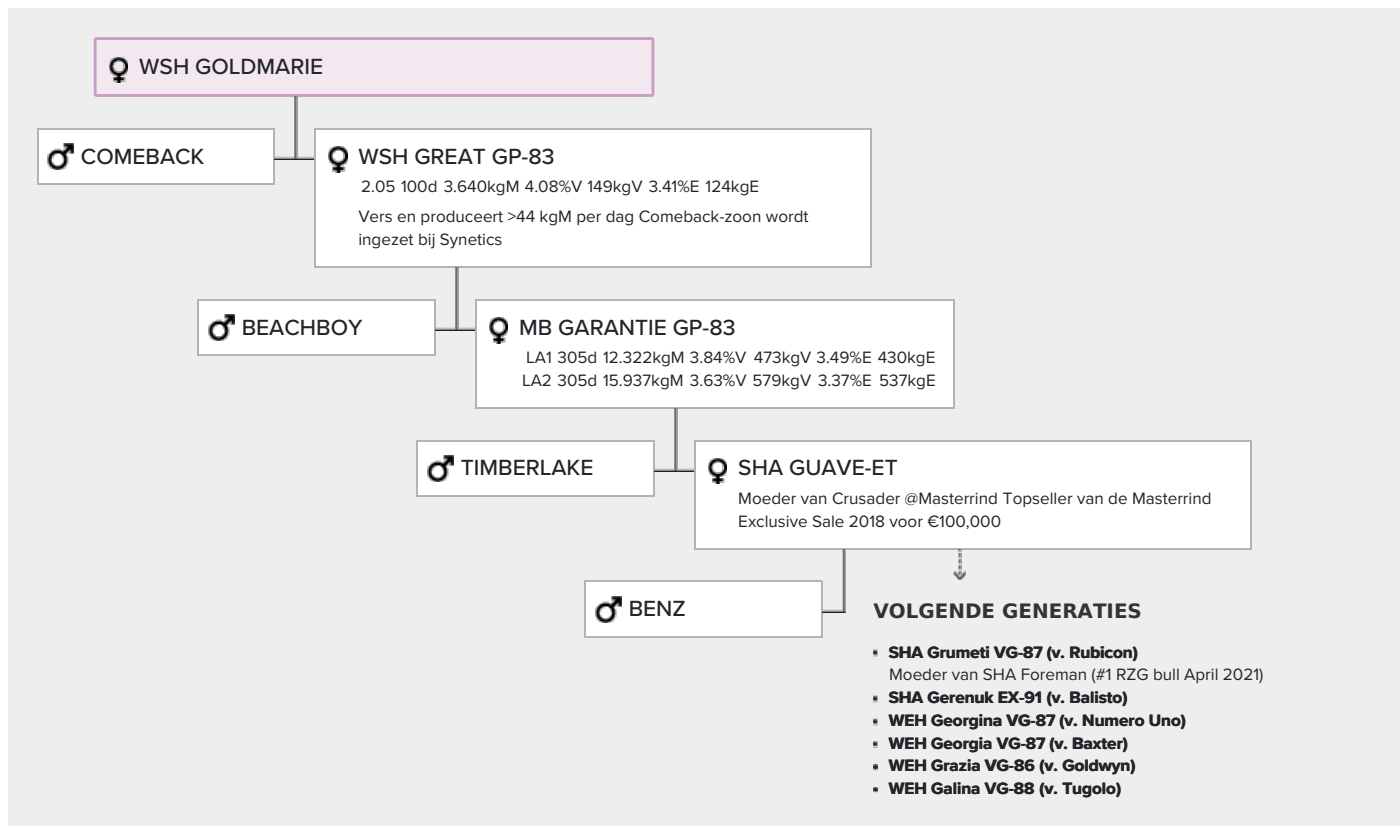 WSH GOLDMARIE
COMEBACK
WSH GREAT GP-83
2.05 100d 3.640kgM 4.08%V 149kgV 3.41%E 124kgE
Vers en produceert >44 kgM per dag Comeback-zoon wordt
ingezet bij Synetics
BEACHBOY
MB GARANTIE GP-83
LA1 305d 12.322kgM 3.84%V 473kgV 3.49%E 430kgE
LA2 305d 15.937kgM 3.63%V 579kgV 3.37%E 537kgE
TIMBERLAKE
SHA GUAVE-ET
Moeder van Crusader @Masterrind Topseller van de Masterrind
Exclusive Sale 2018 voor €100,000
BENZ
VOLGENDE GENERATIES
SHA Grumeti VG-87 (v. Rubicon)
Moeder van SHA Foreman (#1 RZG bull April 2021)
SHA Gerenuk EX-91 (v. Balisto)
WEH Georgina VG-87 (v. Numero Uno)
WEH Georgia VG-87 (v. Baxter)
WEH Grazia VG-86 (v. Goldwyn)
WEH Galina VG-88 (v. Tugolo)